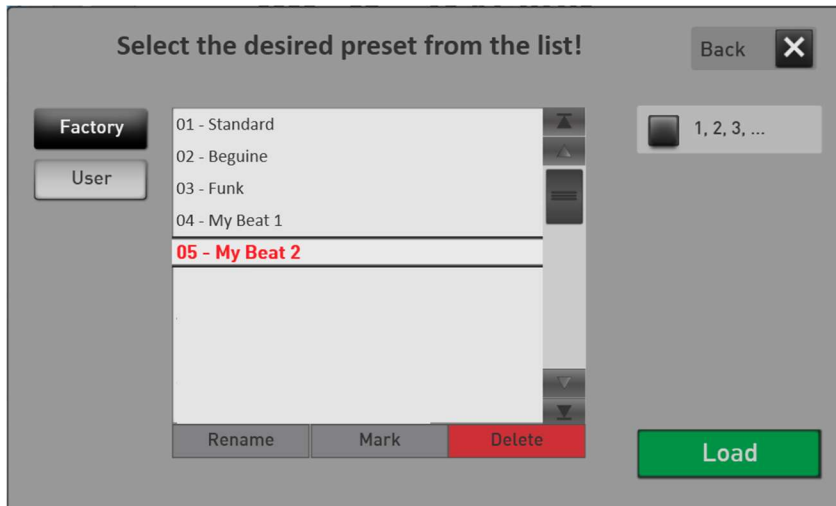 Select the desired preset from the list!
Back
Factory
User
01 - Standard
02 - Beguine
03 - Funk
04 - My Beat 1
05 - My Beat 2
1, 2, 3, ...
Rename
Mark
Delete
Load